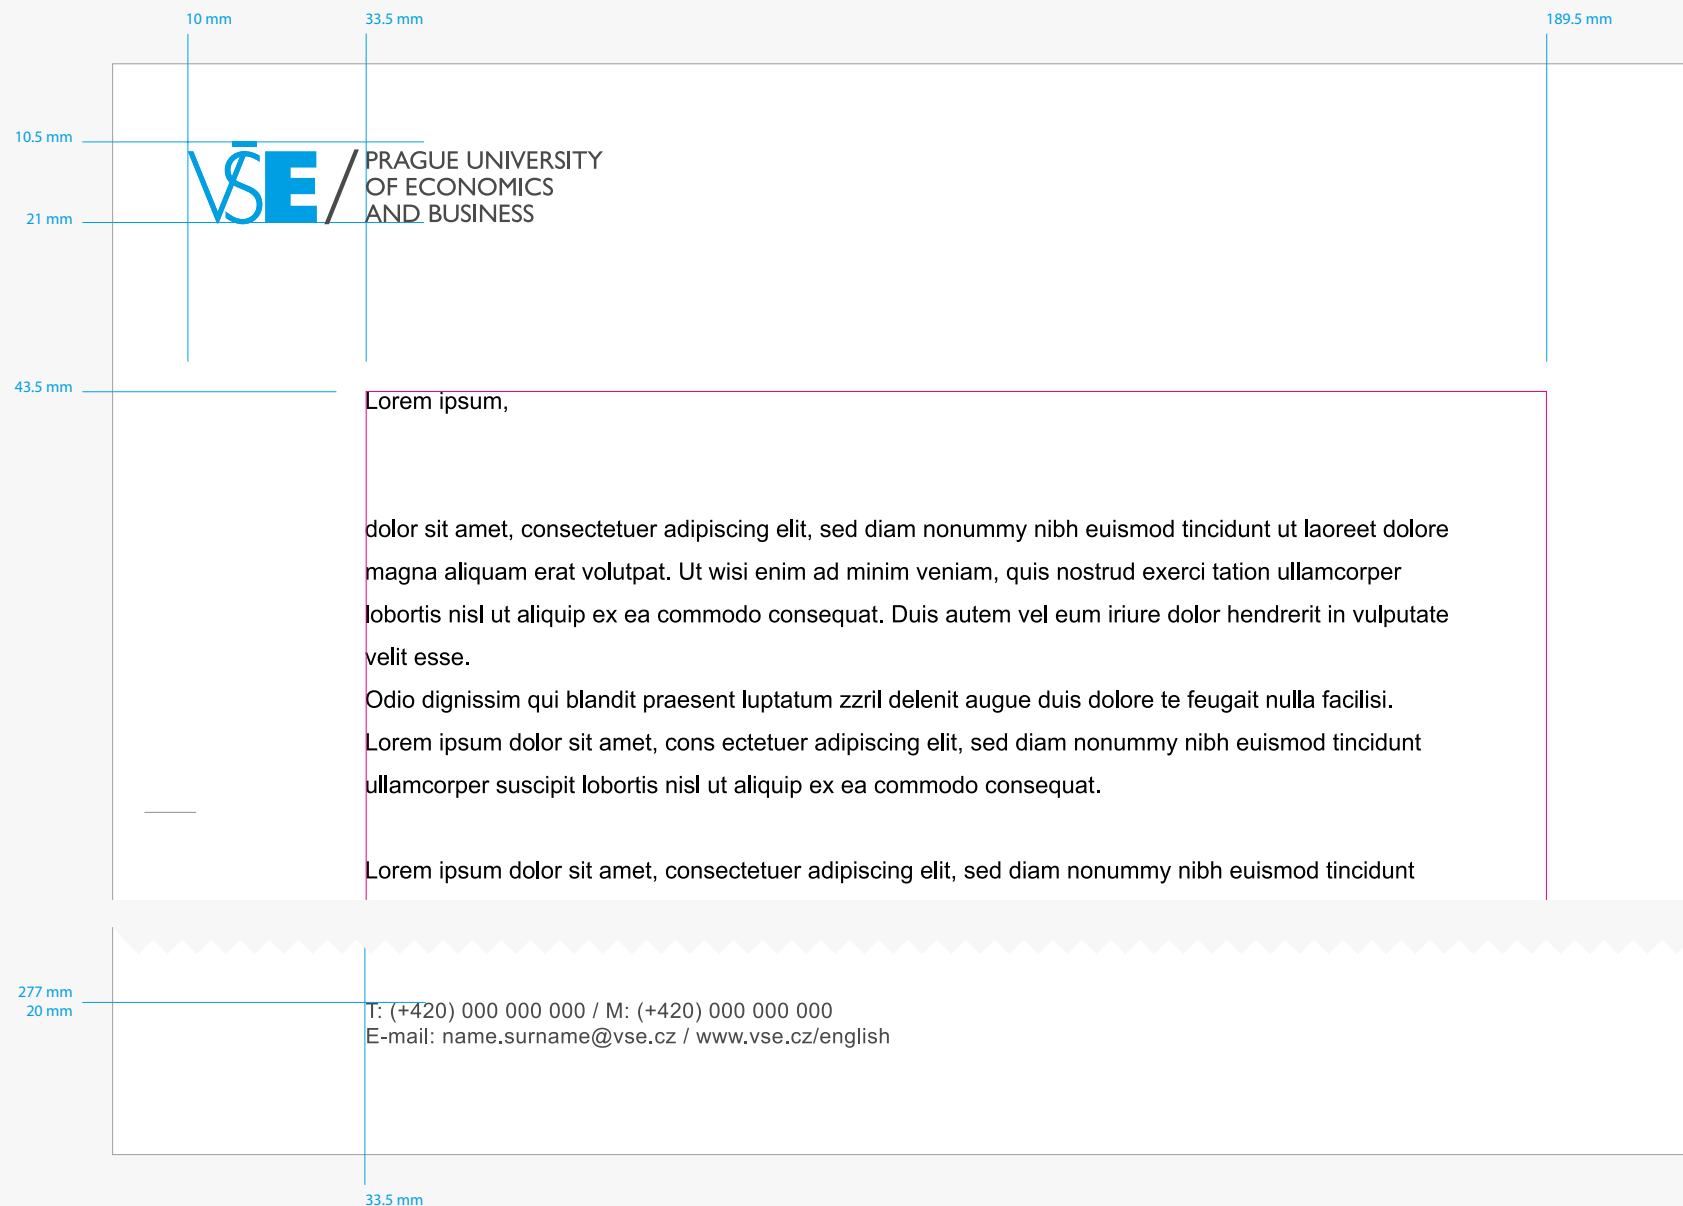 10 mm
33.5 mm
189.5 mm
10.5 mm
VŠE / PRAGUE UNIVERSITY
OF ECONOMICS
21 mm
AND BUSINESS
43.5 mm
Lorem ipsum,
dolor sit amet, consectetuer adipiscing elit, sed diam nonummy nibh euismod tincidunt ut laoreet dolore
magna aliquam erat volutpat. Ut wisi enim ad minim veniam, quis nostrud exerci tation ullamcorper
lobortis nisl ut aliquip ex ea commodo consequat. Duis autem vel eum iriure dolor hendrerit in vulputate
velit esse.
Odio dignissim qui blandit praesent luptatum zzril delenit augue duis dolore te feugait nulla facilisi.
Lorem ipsum dolor sit amet, cons ectetuer adipiscing elit, sed diam nonummy nibh euismod tincidunt
ullamcorper suscipit lobortis nisl ut aliquip ex ea commodo consequat.
Lorem ipsum dolor sit amet, consectetuer adipiscing elit, sed diam nonummy nibh euismod tincidunt
277 mm
20 mm
T: (+420) 000 000 000 / M: (+420) 000 000 000
E-mail: name.surname@vse.cz / www.vse.cz/english
33.5 mm